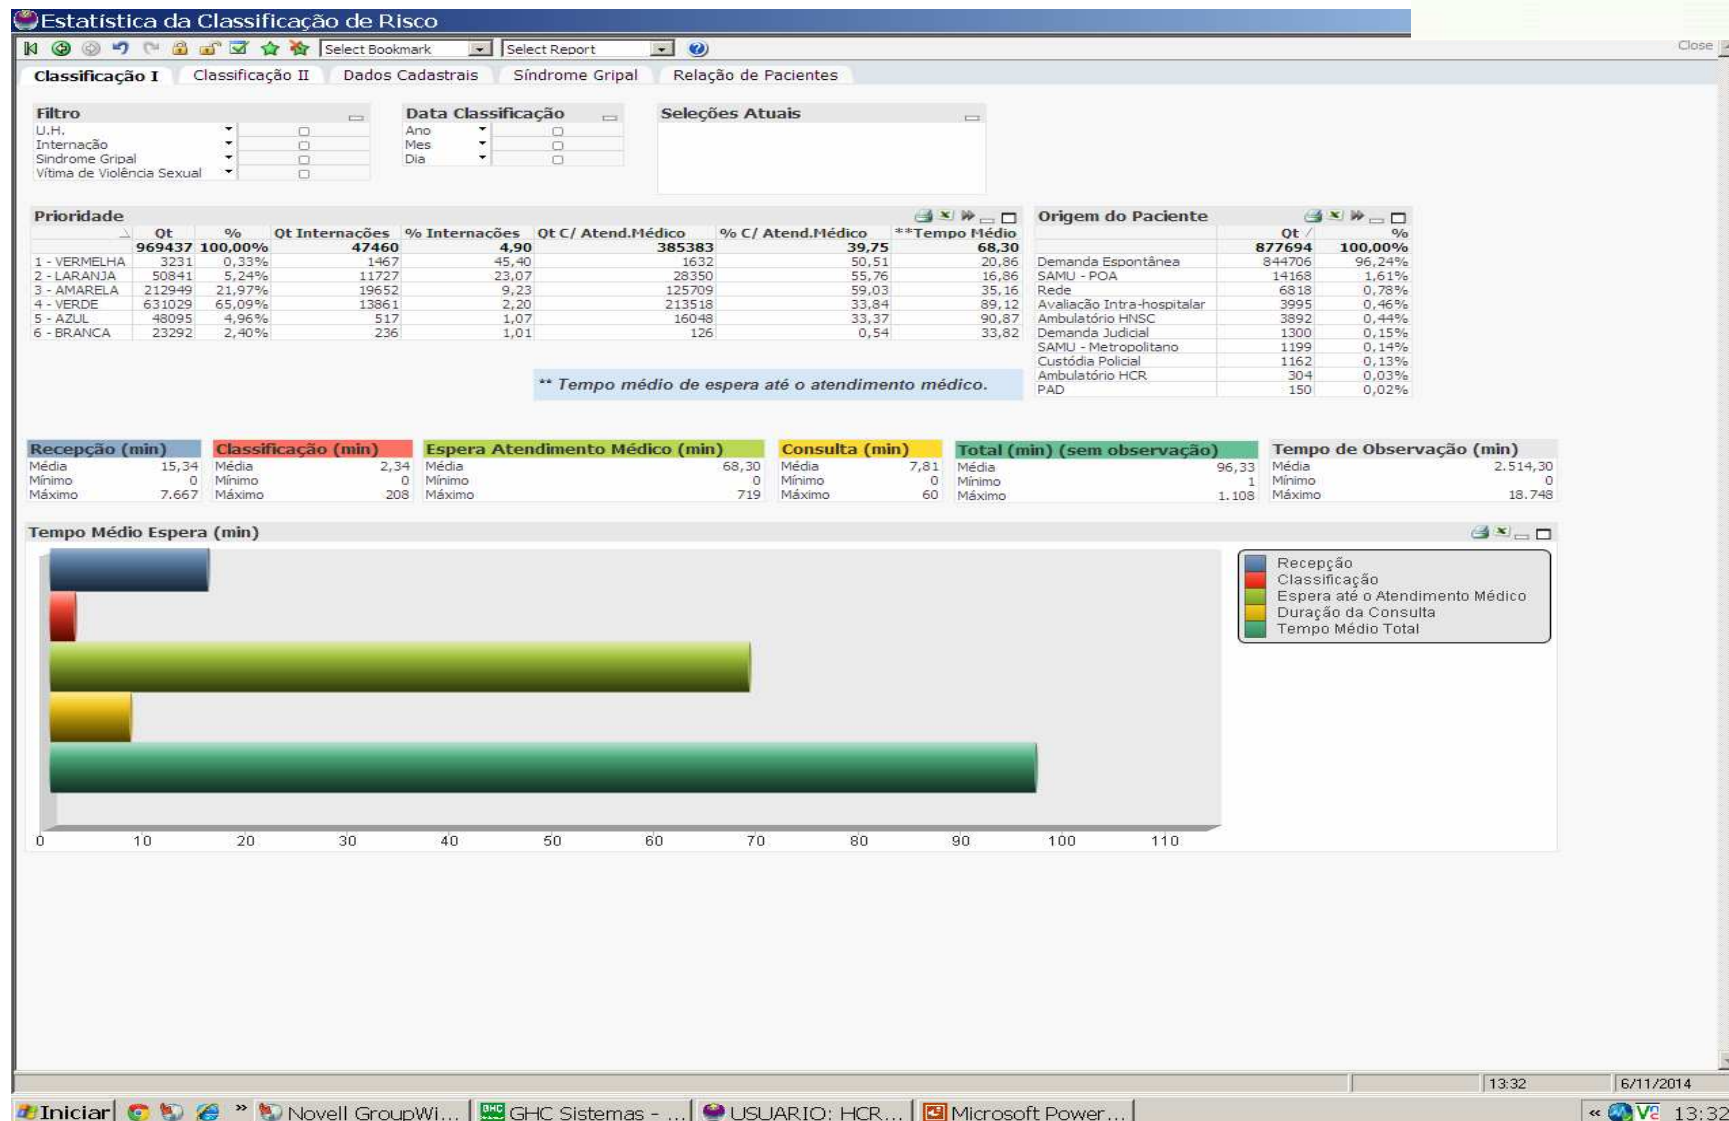 Estatística da Classificação de Risco
Select Bookmark Select Report Close
Classificação I Classificação II Dados Cadastrais Síndrome Gripal Relação de Pacientes
Filtro Data Classificação Seleções Atuais
U.H. Ano
Internação Mes
Sindrome Gripal Dia
Vítima de Violência Sexual
Prioridade
Qt % Qt Internações % Internações Qt C/ Atend.Médico % C/ Atend.Médico **Tempo Médio
969437 100,00% 47460 4,90 385383 39,75 68,30
1 - VERMELHA 3231 0,33% 1467 45,40 1632 50,51 20,86
2 - LARANJA 50841 5,24% 11727 23,07 28350 55,76 16,86
3 - AMARELA 212949 21,97% 19652 9,23 125709 59,03 35,16
4 - VERDE 631029 65,09% 13861 2,20 213518 33,84 89,12
5 - AZUL 48095 4,96% 517 1,07 16048 33,37 90,87
6 - BRANCA 23292 2,40% 236 1,01 126 0,54 33,82
** Tempo médio de espera até o atendimento médico.
Origem do Paciente
Qt %
877694 100,00%
Demanda Espontânea 844706 96,24%
SAMU - POA 14168 1,61%
Rede 6818 0,78%
Avaliação Intra-hospitalar 3995 0,46%
Ambulatório HNSC 3892 0,44%
Demanda Judicial 1300 0,15%
SAMU - Metropolitano 1199 0,14%
Custódia Policial 1162 0,13%
Ambulatório HCR 304 0,03%
PAD 150 0,02%
Recepção (min)
Média 15,34
Mínimo 0
Máximo 7.667
Classificação (min)
Média 2,34
Mínimo 0
Máximo 208
Espera Atendimento Médico (min)
Média 68,30
Mínimo 0
Máximo 719
Consulta (min)
Média 7,81
Mínimo 0
Máximo 60
Total (min) (sem observação)
Média 96,33
Mínimo 1
Máximo 1.108
Tempo de Observação (min)
Média 2.514,30
Mínimo 0
Máximo 18.748
Tempo Médio Espera (min)
Recepção
Classificação
Espera até o Atendimento Médico
Duração da Consulta
Tempo Médio Total
0 10 20 30 40 50 60 70 80 90 100 110
13:32 6/11/2014
Iniciar » Novell GroupWi... GHC Sistemas - ... USUARIO: HCR... Microsoft Power... « 13:32